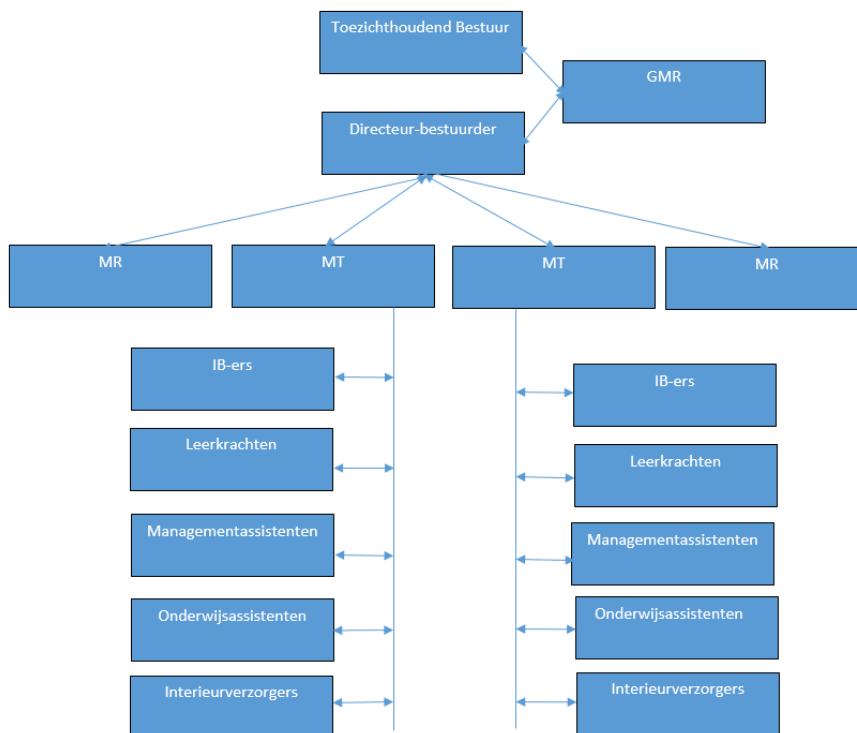 Toezichthoudend Bestuur
GMR
Directeur-bestuurder
MR
MT
MT
MR
IB-ers
IB-ers
Leerkrachten
Leerkrachten
Managementassistenten
Managementassistenten
Onderwijsassistenten
Onderwijsassistenten
Interieurverzorgers
Interieurverzorgers